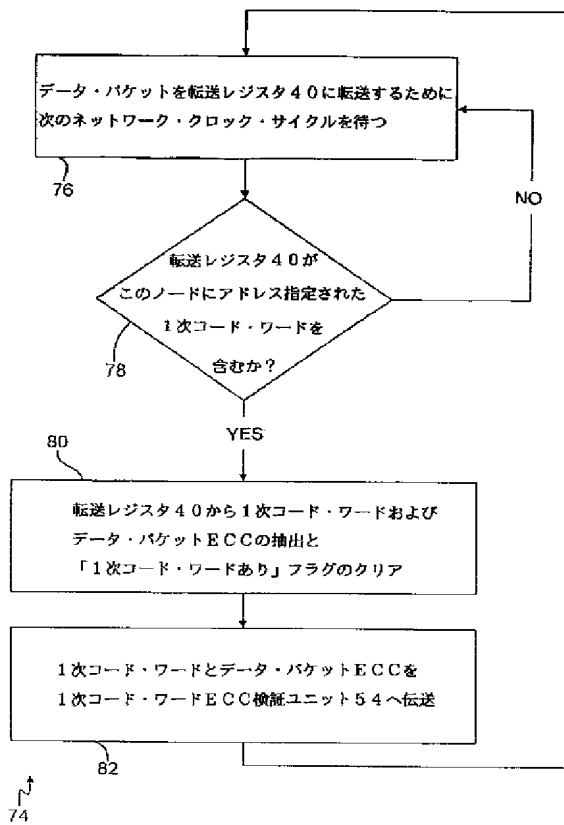 データ・パケットを転送レジスタ40に転送するために
次のネットワーク・クロック・サイクルを待つ
76
NO
転送レジスタ40が
このノードにアドレス指定された
1次コード・ワードを
含むか？
78
YES
80
転送レジスタ40から1次コード・ワードおよび
データ・パケットECCの抽出と
「1次コード・ワードあり」フラグのクリア
1次コード・ワードとデータ・パケットECCを
1次コード・ワードECC検証ユニット54へ伝送
82
74